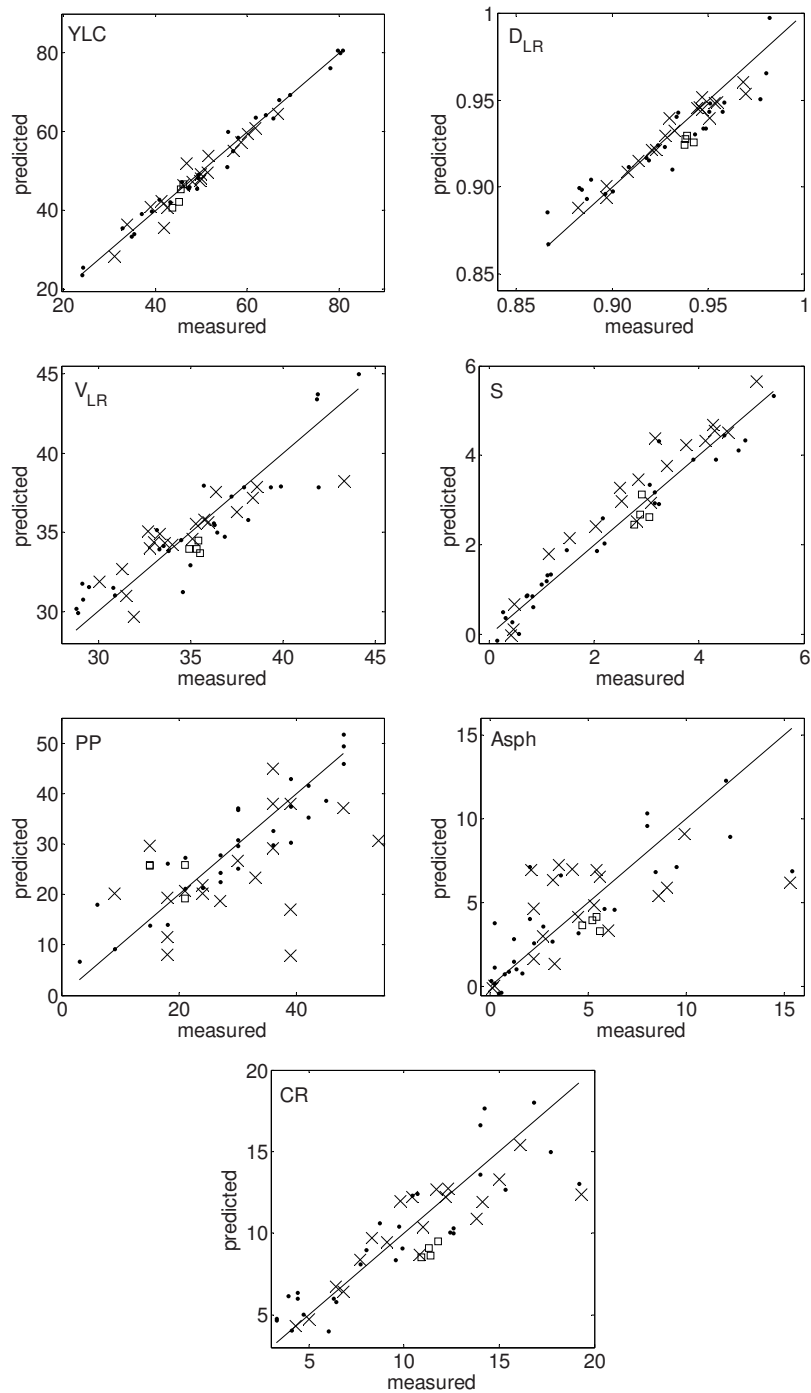 YLC
80
60
40
20
predicted
20 40 60 80
measured
D_LR
1
0.95
0.90
0.85
predicted
0.85 0.90 0.95 1
measured
V_LR
45
40
35
30
predicted
30 35 40 45
measured
S
6
4
2
0
predicted
0 2 4 6
measured
PP
50
40
30
20
10
0
predicted
0 20 40
measured
Asph
15
10
5
0
predicted
0 5 10 15
measured
CR
20
15
10
5
predicted
5 10 15 20
measured